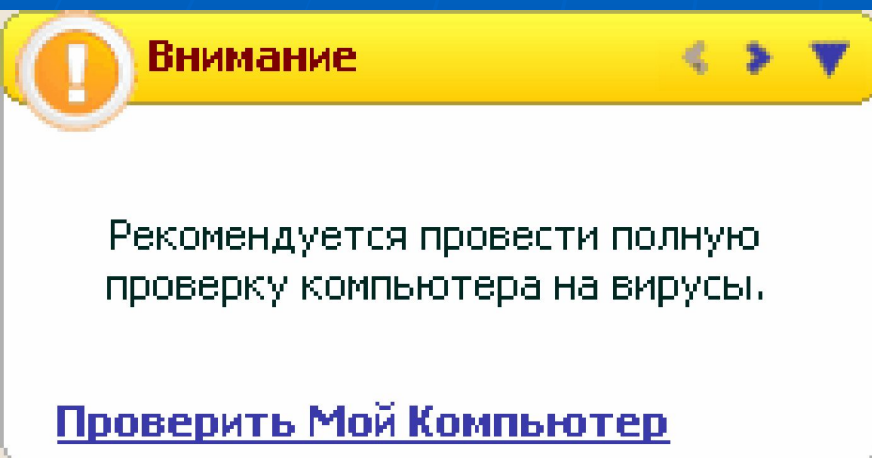 Внимание
Рекомендуется провести полную
проверку компьютера на вирусы.
Проверить Мой Компьютер